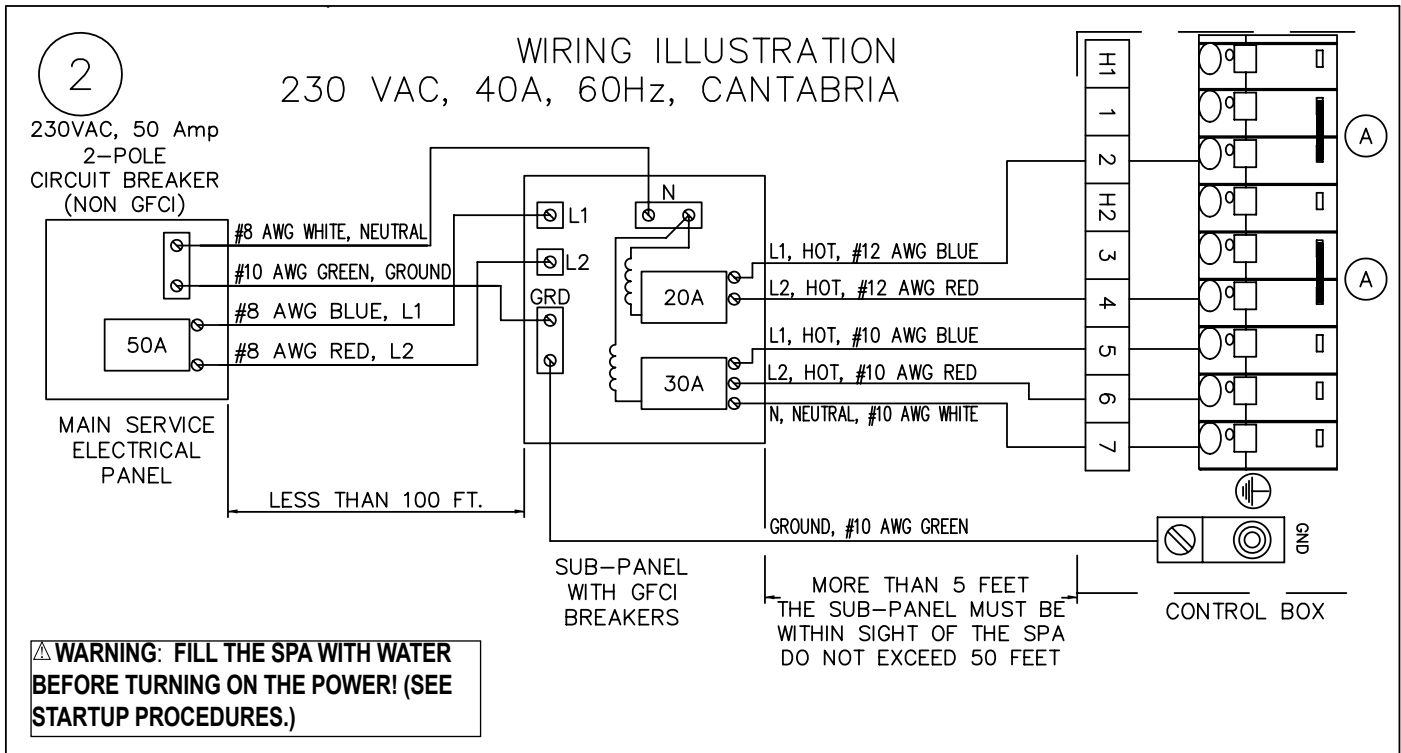 2
WIRING ILLUSTRATION
230 VAC, 40A, 60Hz, CANTABRIA
230VAC, 50 Amp
2-POLE
CIRCUIT BREAKER
(NON GFCI)
#8 AWG WHITE, NEUTRAL
#10 AWG GREEN, GROUND
#8 AWG BLUE, L1
#8 AWG RED, L2
50A
MAIN SERVICE
ELECTRICAL
PANEL
LESS THAN 100 FT.
L1
L2
GRD
N
20A
30A
SUB-PANEL
WITH GFCI
BREAKERS
L1, HOT, #12 AWG BLUE
L2, HOT, #12 AWG RED
L1, HOT, #10 AWG BLUE
L2, HOT, #10 AWG RED
N, NEUTRAL, #10 AWG WHITE
GROUND, #10 AWG GREEN
MORE THAN 5 FEET
THE SUB-PANEL MUST BE
WITHIN SIGHT OF THE SPA
DO NOT EXCEED 50 FEET
H1
1
2
H2
3
4
5
6
7
A
A
GND
CONTROL BOX
⚠ WARNING: FILL THE SPA WITH WATER
BEFORE TURNING ON THE POWER! (SEE
STARTUP PROCEDURES.)